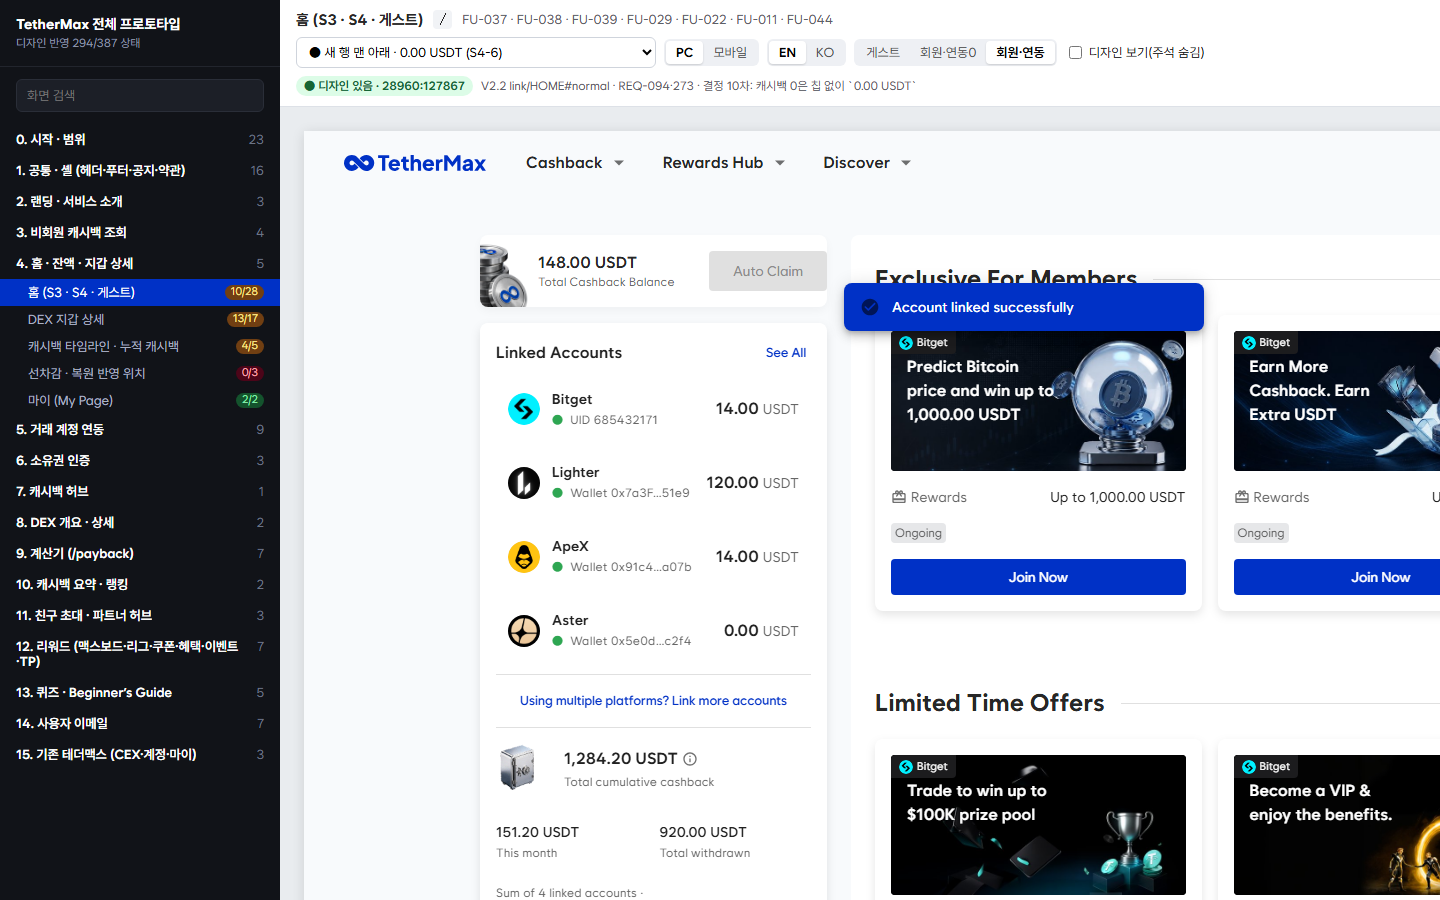 TetherMax 전체 프로토타입
디자인 반영 294/387 상태
화면 검색
0. 시작 · 범위 23
1. 공통 · 셸 (헤더·푸터·공지·약관) 16
2. 랜딩 · 서비스 소개 3
3. 비회원 캐시백 조회 4
4. 홈 · 잔액 · 지갑 상세 5
홈 (S3 · S4 · 게스트) 10/28
DEX 지갑 상세 13/17
캐시백 타임라인 · 누적 캐시백 4/5
선차감 · 복원 반영 위치 0/3
마이 (My Page) 2/2
5. 거래 계정 연동 9
6. 소유권 인증 3
7. 캐시백 허브 1
8. DEX 개요 · 상세 2
9. 계산기 (/payback) 7
10. 캐시백 요약 · 랭킹 2
11. 친구 초대 · 파트너 허브 3
12. 리워드 (맥스보드·리그·쿠폰·혜택·이벤트·TP) 7
13. 퀴즈 · Beginner's Guide 5
14. 사용자 이메일 7
15. 기존 테더맥스 (CEX·계정·마이) 3
홈 (S3 · S4 · 게스트) / FU-037 · FU-038 · FU-039 · FU-029 · FU-022 · FU-011 · FU-044
● 새 행 맨 아래 · 0.00 USDT (S4-6) PC 모바일 EN KO 게스트 회원·연동0 회원·연동 디자인 보기(주석 숨김)
● 디자인 있음 · 28960:127867 V2.2 link/HOME#normal · REQ-094·273 · 결정 10차: 캐시백 0은 칩 없이 `0.00 USDT`
TetherMax Cashback Rewards Hub Discover
148.00 USDT
Total Cashback Balance
Auto Claim
Linked Accounts See All
Bitget
UID 685432171
14.00 USDT
Lighter
Wallet 0x7a3F...51e9
120.00 USDT
ApeX
Wallet 0x91c4...a07b
14.00 USDT
Aster
Wallet 0x5e0d...c2f4
0.00 USDT
Using multiple platforms? Link more accounts
1,284.20 USDT
Total cumulative cashback
151.20 USDT
This month
920.00 USDT
Total withdrawn
Sum of 4 linked accounts ·
Exclusive For Members
Account linked successfully
Bitget
Predict Bitcoin
price and win up to
1,000.00 USDT
Rewards Up to 1,000.00 USDT
Ongoing
Join Now
Bitget
Earn More
Cashback. Earn
Extra USDT
Rewards U
Ongoing
Join Now
Limited Time Offers
Bitget
Trade to win up to
$100K prize pool
Bitget
Become a VIP &
enjoy the benefits.